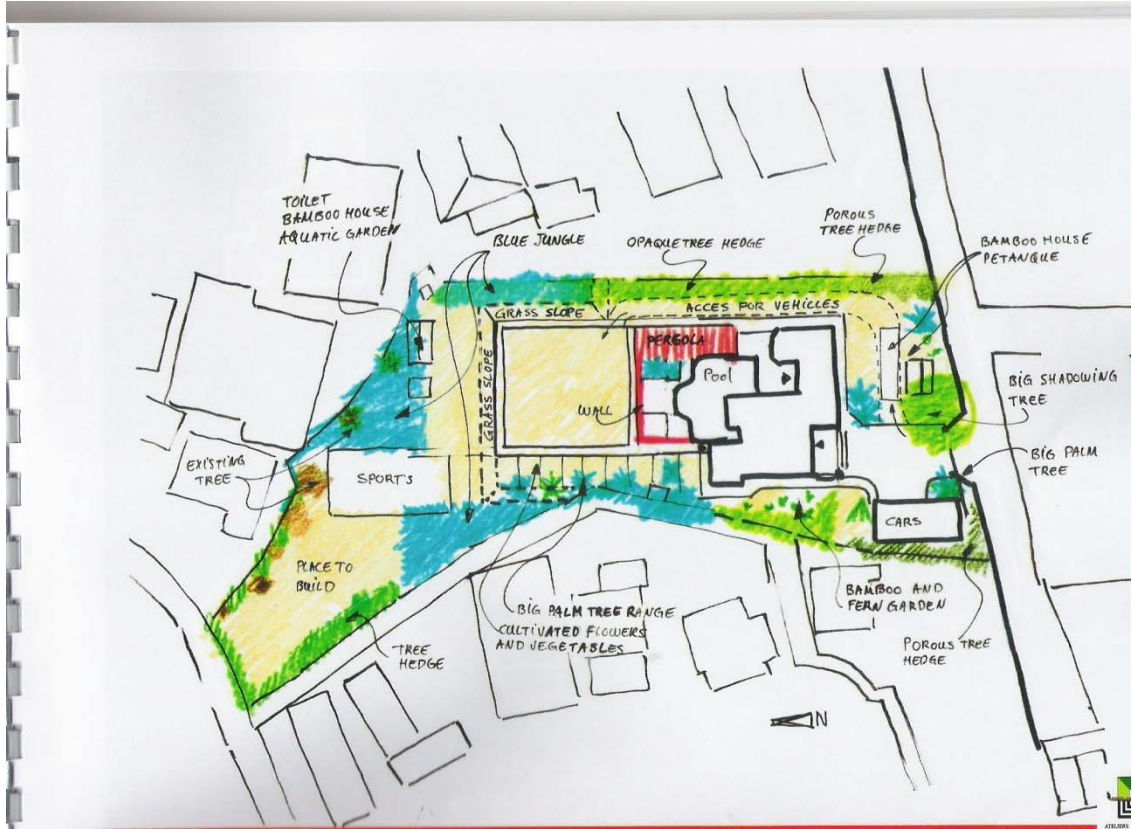 TOILET
BAMBOO HOUSE
AQUATIC GARDEN
BLUE JUNGLE
OPAQUE TREE HEDGE
POROUS
TREE HEDGE
BAMBOO HOUSE
PETANQUE
GRASS SLOPE
ACCES FOR VEHICLES
PERGOLA
POOL
GRASS SLOPE
WALL
BIG SHADOWING
TREE
BIG PALM
TREE
EXISTING
TREE
SPORTS
CARS
PLACE TO
BUILD
BIG PALM TREE RANGE
CULTIVATED FLOWERS
AND VEGETABLES
BAMBOO AND
FERN GARDEN
TREE
HEDGE
POROUS TREE
HEDGE
N
ATELIERS